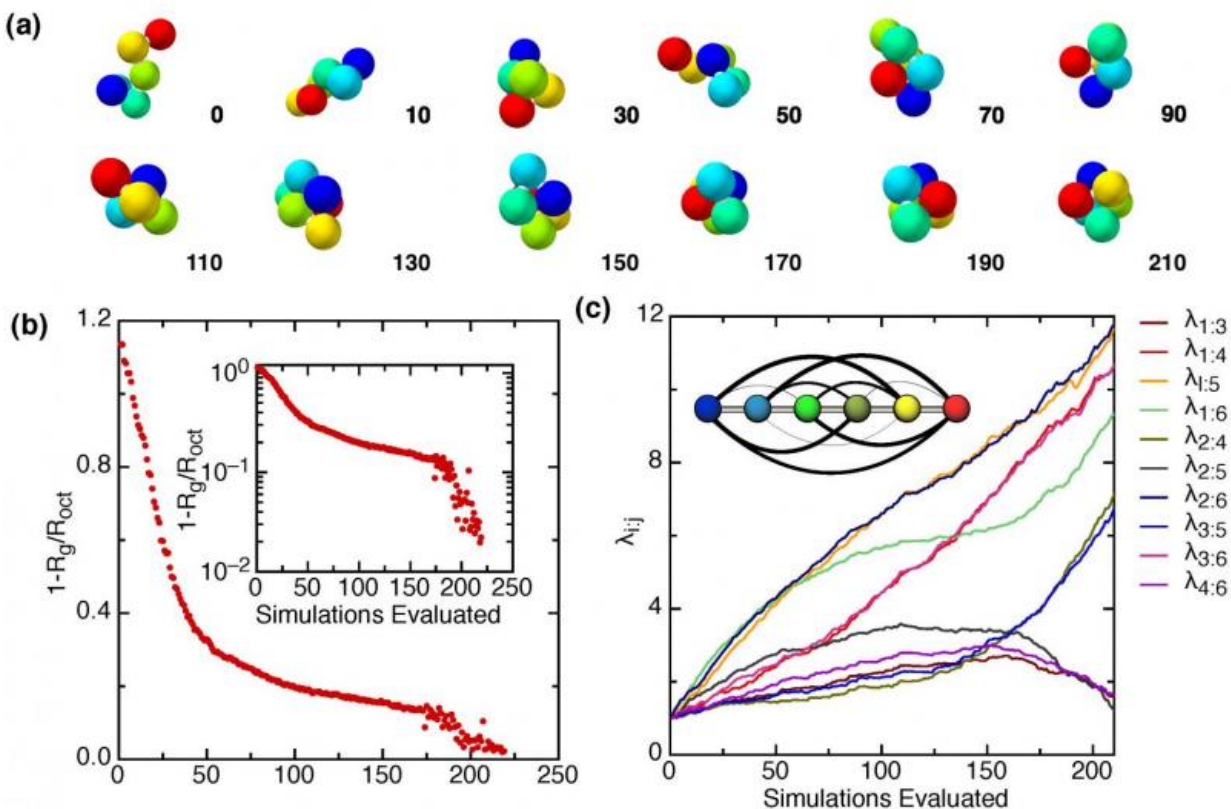 (a)
0
10
30
50
70
90
110
130
150
170
190
210
(b)
1-Rg/Roct
1.2
0.8
0.4
0.0
0
50
100
150
200
250
Simulations Evaluated
1-Rg/Roct
10⁰
10⁻¹
10⁻²
0
50
100
150
200
250
Simulations Evaluated
(c)
λi:j
12
8
4
0
0
50
100
150
200
Simulations Evaluated
λ1:3
λ1:4
λI:5
λ1:6
λ2:4
λ2:5
λ2:6
λ3:5
λ3:6
λ4:6